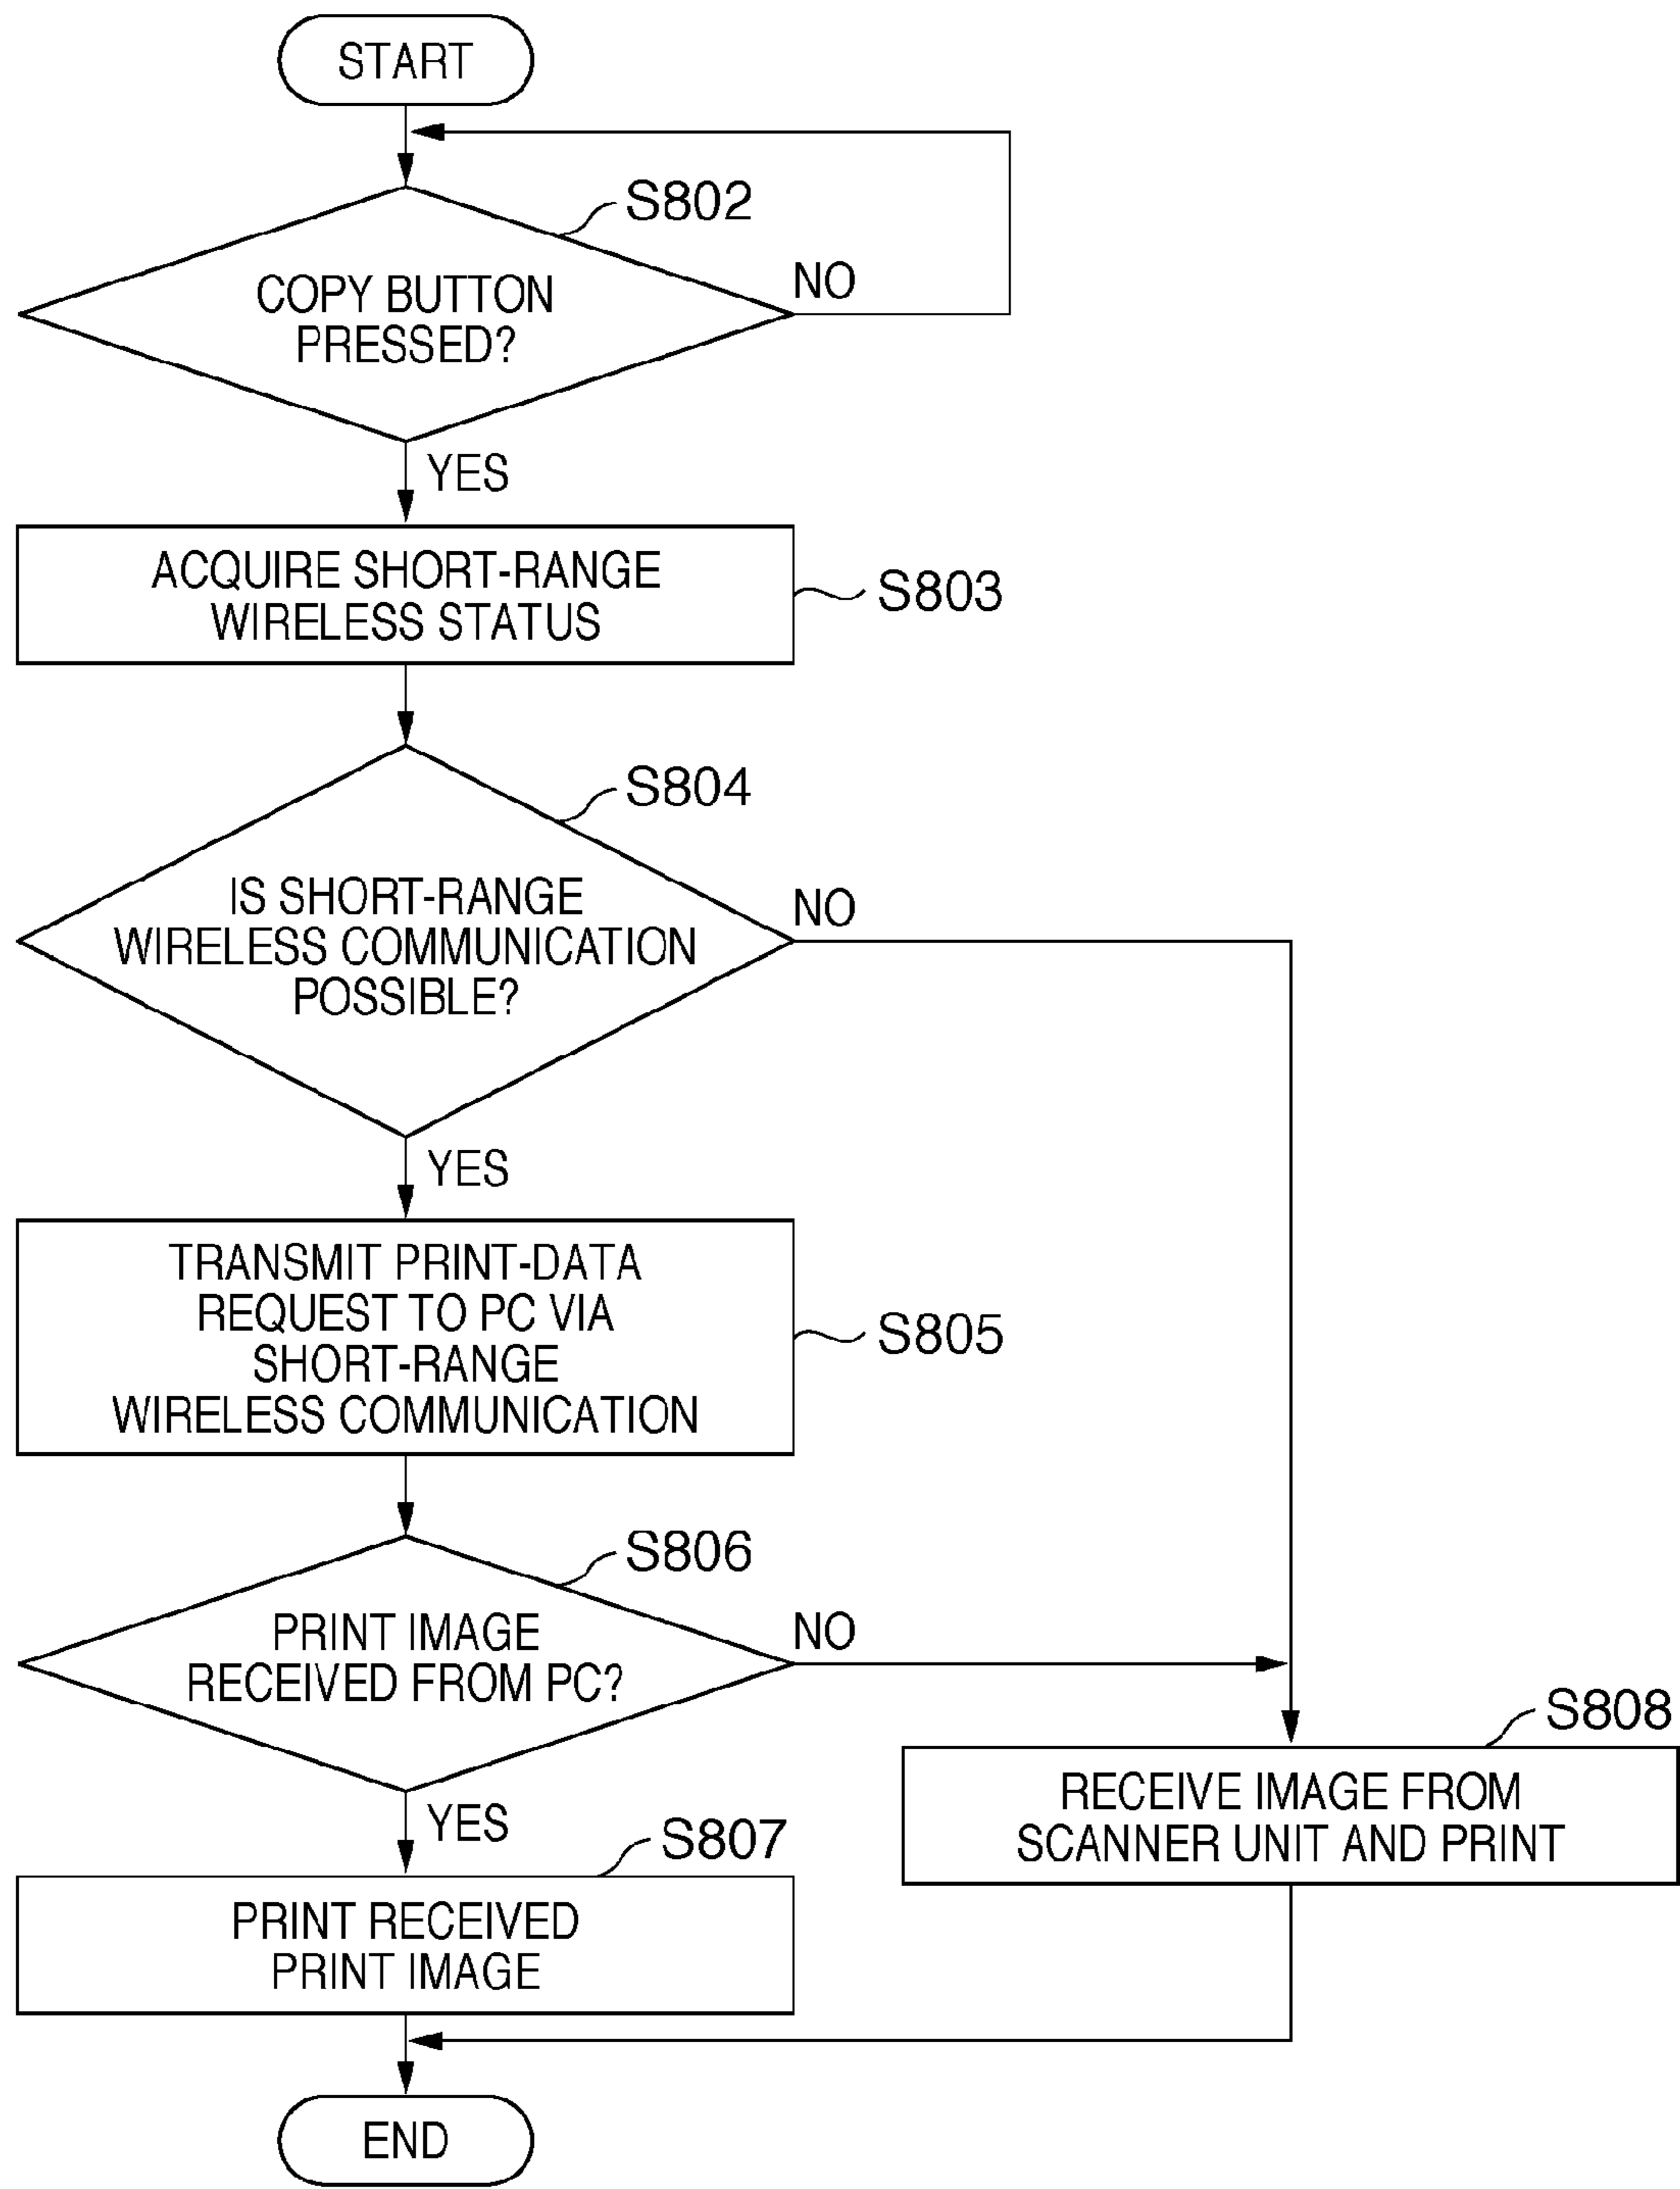 START
S802
COPY BUTTON
PRESSED?
NO
YES
ACQUIRE SHORT-RANGE
WIRELESS STATUS
S803
S804
IS SHORT-RANGE
WIRELESS COMMUNICATION
POSSIBLE?
NO
YES
TRANSMIT PRINT-DATA
REQUEST TO PC VIA
SHORT-RANGE
WIRELESS COMMUNICATION
S805
S806
PRINT IMAGE
RECEIVED FROM PC?
NO
YES
S808
RECEIVE IMAGE FROM
SCANNER UNIT AND PRINT
S807
PRINT RECEIVED
PRINT IMAGE
END